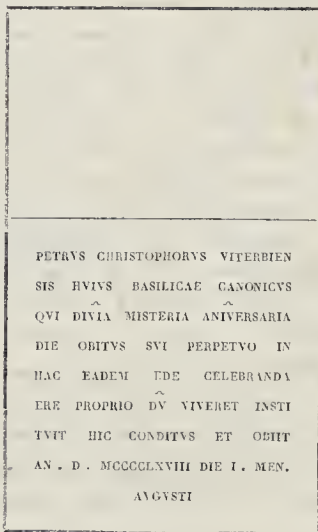 PETRVS CHRISTOPHORVS VITERBIEN
SIS HVIVS BASILICAE CANONICVS
QVI DIVIA MISTERIA ANIVERSARIA
DIE OBITVS SVI PERPETVO IN
HAC EADEM EDE CELEBRANDA
ERE PROPRIO DV VIVERET INSTI
TVIT HIC CONDITVS ET OBIIT
AN . D . MCCCCLXVIII DIE I . MEN.
AVGVSTI